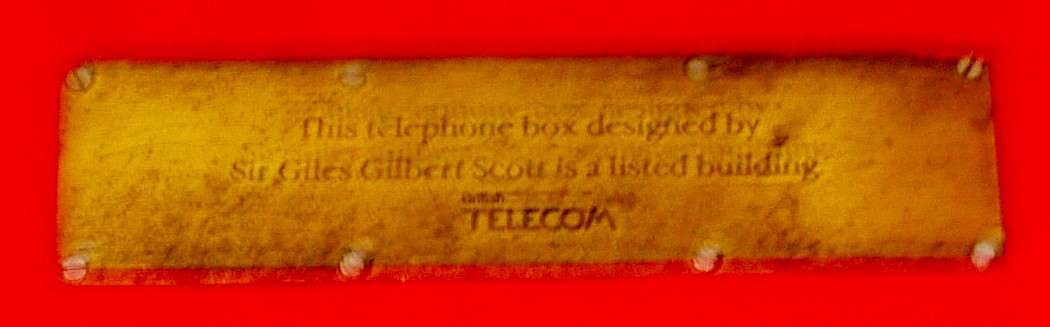 This telephone box designed by
Sir Giles Gilbert Scott is a listed building
British
TELECOM